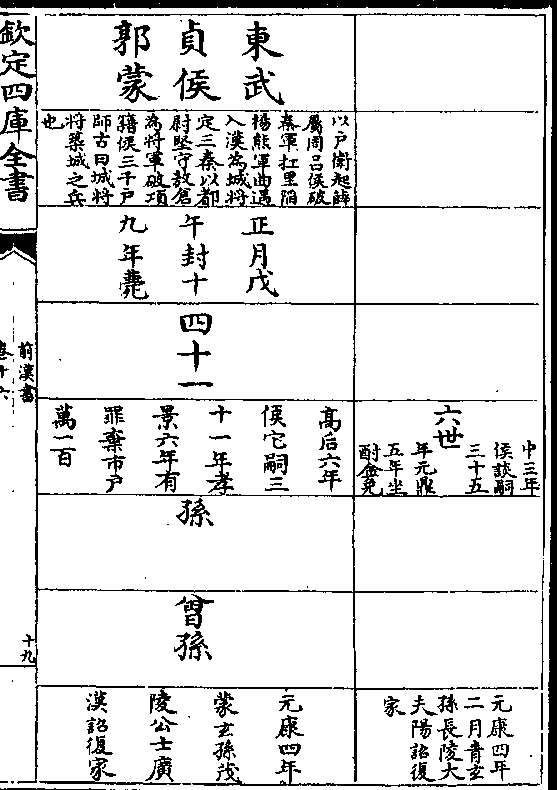 六世
中三年
侯談嗣
三十五
年元鼎
五年坐
酎金免
元康四年
二月青玄
孫長陵大
夫陽詔復
家
東武
貞侯
郭蒙
以戶衛起薛
屬周呂侯破
秦軍扛里陷
楊熊軍曲遇
入漢為城將
定三秦以都
尉堅守敖倉
為將軍破項
籍侯三千戶
師古曰城將
將築城之兵
也
正月戊
午封十
九年薨
四十一
高后六年
侯它嗣三
十一年孝
景六年有
罪棄市戶
萬一百
孫
曾孫
元康四年
蒙玄孫茂
陵公士廣
漢詔復家
欽定四庫全書
前漢書
卷十六
十九